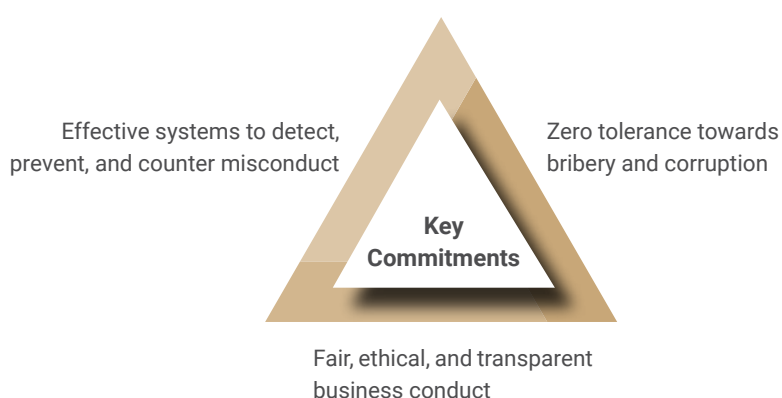 Effective systems to detect,
prevent, and counter misconduct
Zero tolerance towards
bribery and corruption
Key
Commitments
Fair, ethical, and transparent
business conduct